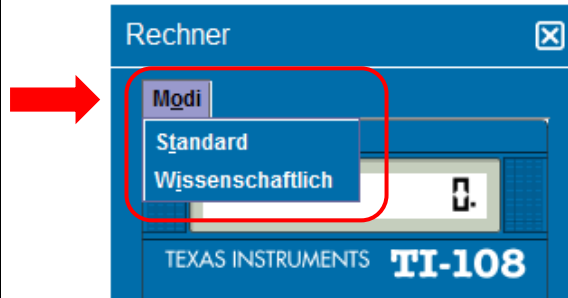 Rechner
Modi
Standard
Wissenschaftlich
0.
TEXAS INSTRUMENTS TI-108